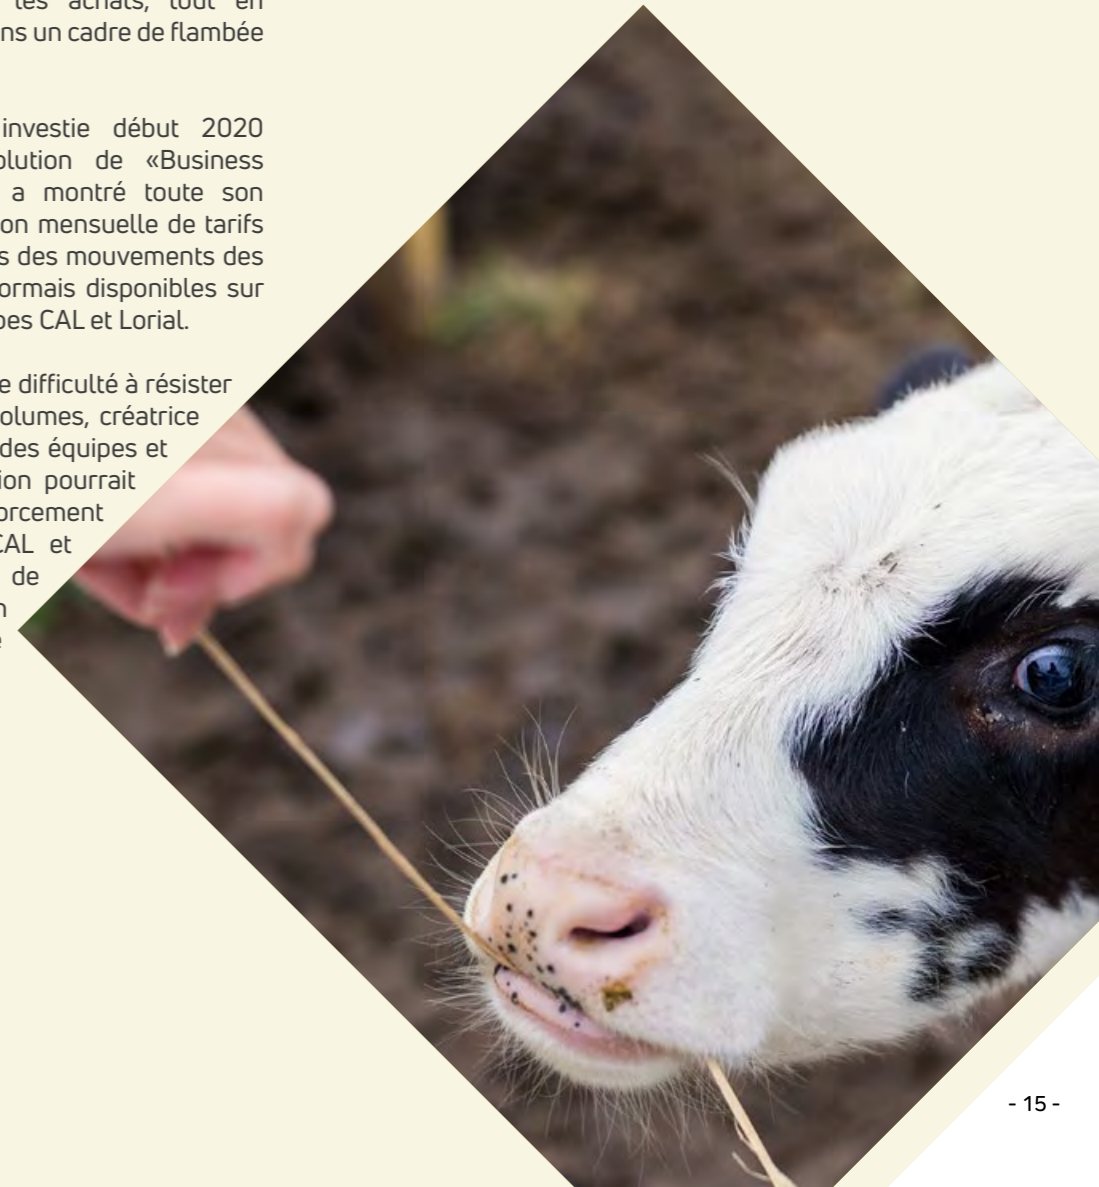 les achats, tout en
ns un cadre de flambée
investie début 2020
olution de «Business
a montré toute son
on mensuelle de tarifs
s des mouvements des
ormais disponibles sur
pes CAL et Lorial.
e difficulté à résister
olumes, créatrice
des équipes et
ion pourrait
orcement
CAL et
de
n
e
- 15 -